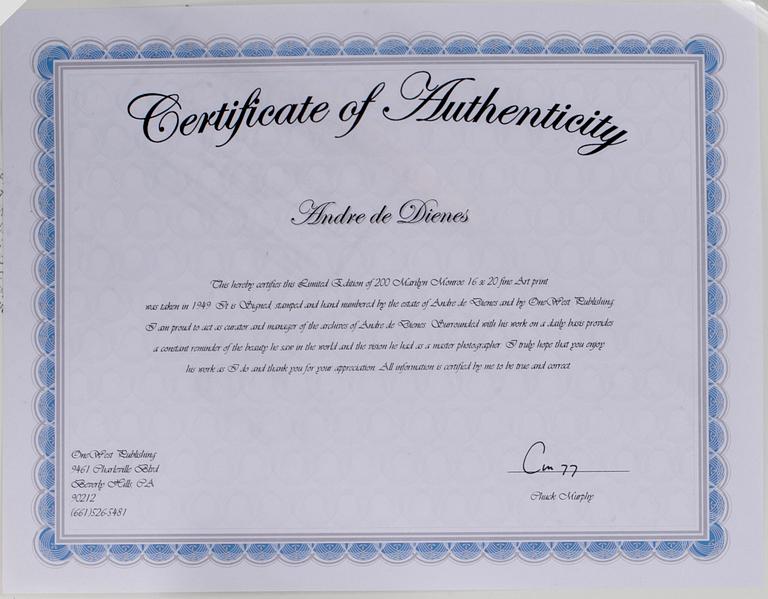 Certificate of Authenticity
Andre de Dienes
This hereby certifies this Limited Edition of 200 Marilyn Monroe 16 x 20 fine Art print
was taken in 1949 It is Signed, stamped and hand numbered by the estate of Andre de Dienes and by OneWest Publishing
I am proud to act as curator and manager of the archives of Andre de Dienes Surrounded with his work on a daily basis provides
a constant reminder of the beauty he saw in the world and the vision he had as a master photographer I truly hope that you enjoy
his work as I do and thank you for your appreciation All information is certified by me to be true and correct
OneWest Publishing
9461 Charleville Blvd
Beverly Hills, CA
90212
(661)526-5481
Chuck Murphy